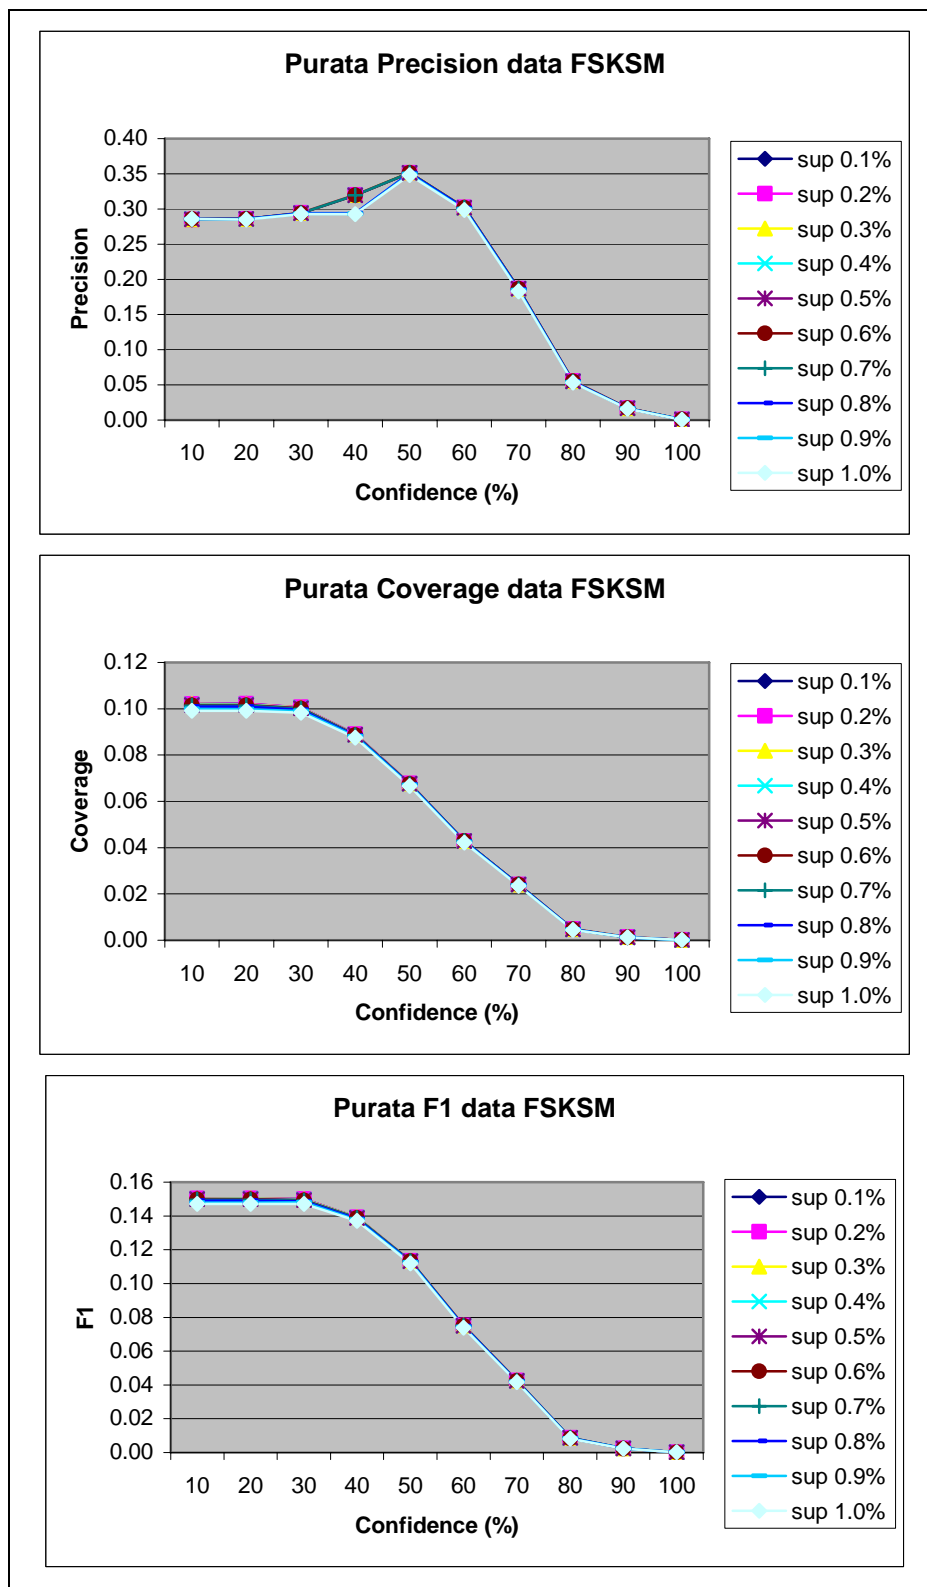 Purata Precision data FSKSM
0.40
0.35
0.30
0.25
0.20
0.15
0.10
0.05
0.00
Precision
10 20 30 40 50 60 70 80 90 100
Confidence (%)
sup 0.1%
sup 0.2%
sup 0.3%
sup 0.4%
sup 0.5%
sup 0.6%
sup 0.7%
sup 0.8%
sup 0.9%
sup 1.0%
Purata Coverage data FSKSM
0.12
0.10
0.08
0.06
0.04
0.02
0.00
Coverage
10 20 30 40 50 60 70 80 90 100
Confidence (%)
sup 0.1%
sup 0.2%
sup 0.3%
sup 0.4%
sup 0.5%
sup 0.6%
sup 0.7%
sup 0.8%
sup 0.9%
sup 1.0%
Purata F1 data FSKSM
0.16
0.14
0.12
0.10
0.08
0.06
0.04
0.02
0.00
F1
10 20 30 40 50 60 70 80 90 100
Confidence (%)
sup 0.1%
sup 0.2%
sup 0.3%
sup 0.4%
sup 0.5%
sup 0.6%
sup 0.7%
sup 0.8%
sup 0.9%
sup 1.0%